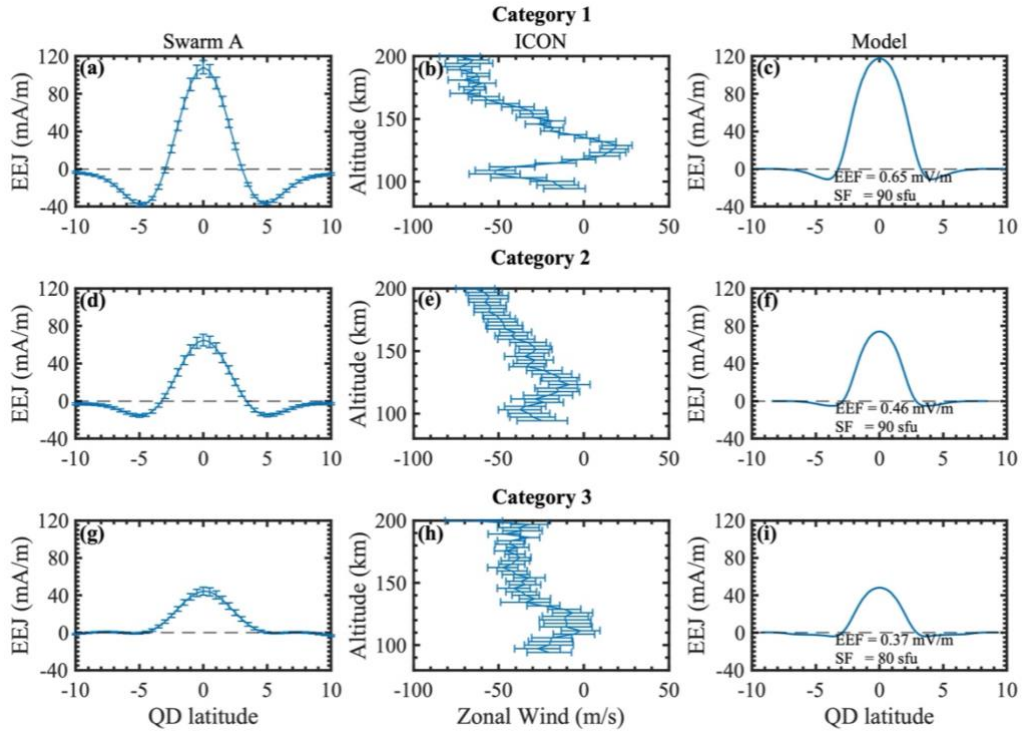 Category 1
Swarm A ICON Model
(a) (b) (c)
EEJ (mA/m) Altitude (km) EEJ (mA/m)
120 200 120
80 80
150
40 40
0 0
100
-40 -40
EEF = 0.65 mV/m
SF = 90 sfu
-10 -5 0 5 10 -100 -50 0 50 -10 -5 0 5 10
Category 2
(d) (e) (f)
EEJ (mA/m) Altitude (km) EEJ (mA/m)
120 200 120
80 80
150
40 40
0 0
100
-40 -40
EEF = 0.46 mV/m
SF = 90 sfu
-10 -5 0 5 10 -100 -50 0 50 -10 -5 0 5 10
Category 3
(g) (h) (i)
EEJ (mA/m) Altitude (km) EEJ (mA/m)
120 200 120
80 80
150
40 40
0 0
100
-40 -40
EEF = 0.37 mV/m
SF = 80 sfu
-10 -5 0 5 10 -100 -50 0 50 -10 -5 0 5 10
QD latitude Zonal Wind (m/s) QD latitude